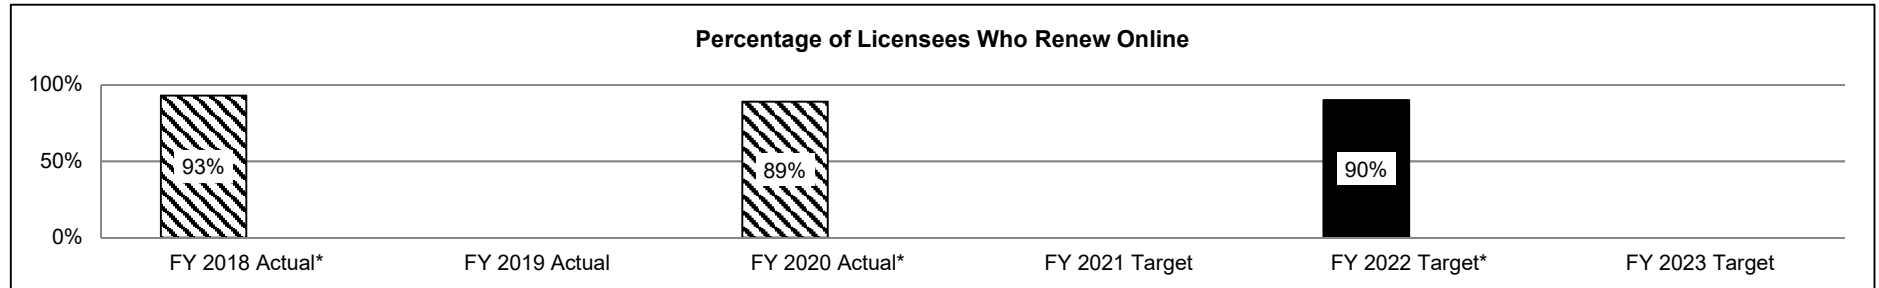 Percentage of Licensees Who Renew Online
100%
50%
0%
93%
89%
90%
FY 2018 Actual*
FY 2019 Actual
FY 2020 Actual*
FY 2021 Target
FY 2022 Target*
FY 2023 Target